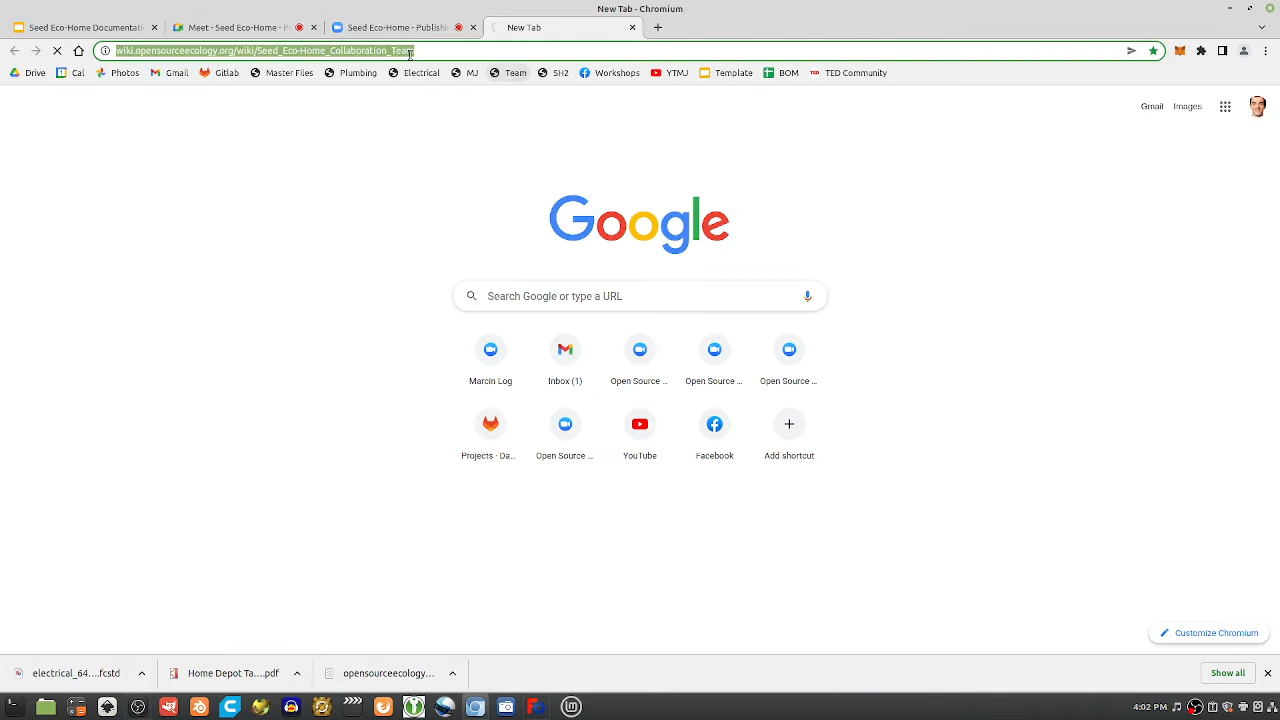 New Tab - Chromium
Seed Eco-Home Documentati
Meet - Seed Eco-Home - P
Seed Eco-Home - Publishi
New Tab
wiki.opensourceecology.org/wiki/Seed_Eco-Home_Collaboration_Team
Drive Cal Photos Gmail Gitlab Master Files Plumbing Electrical MJ Team SH2 Workshops YTMJ Template BOM TED TED Community
Gmail Images
Google
Search Google or type a URL
Marcin Log Inbox (1) Open Source ... Open Source ... Open Source ...
Projects · Da... Open Source ... YouTube Facebook Add shortcut
Customize Chromium
electrical_64....fcstd Home Depot Ta....pdf opensourceecology... Show all
4:02 PM